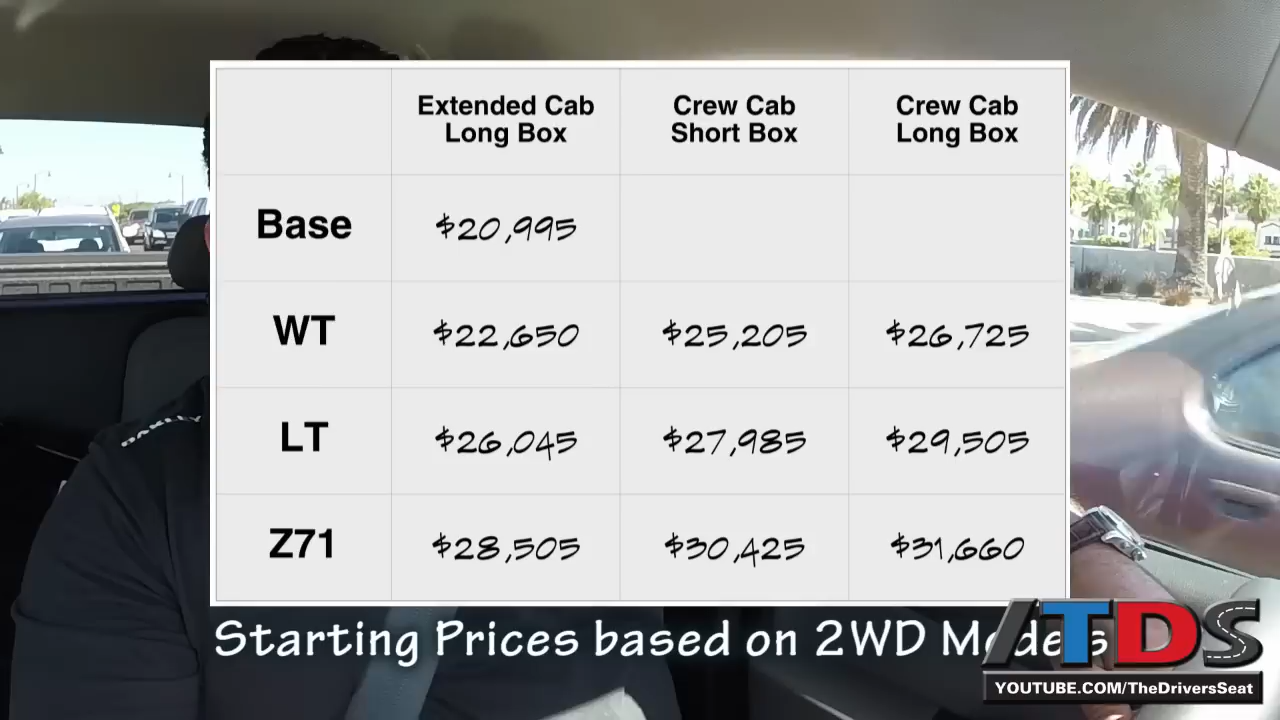 Extended Cab Long Box Crew Cab Short Box Crew Cab Long Box
Base $20,995
WT $22,650 $25,205 $26,725
LT $26,045 $27,985 $29,505
Z71 $28,505 $30,425 $31,660
Starting Prices based on 2WD Models
TDS
YOUTUBE.COM/TheDriversSeat